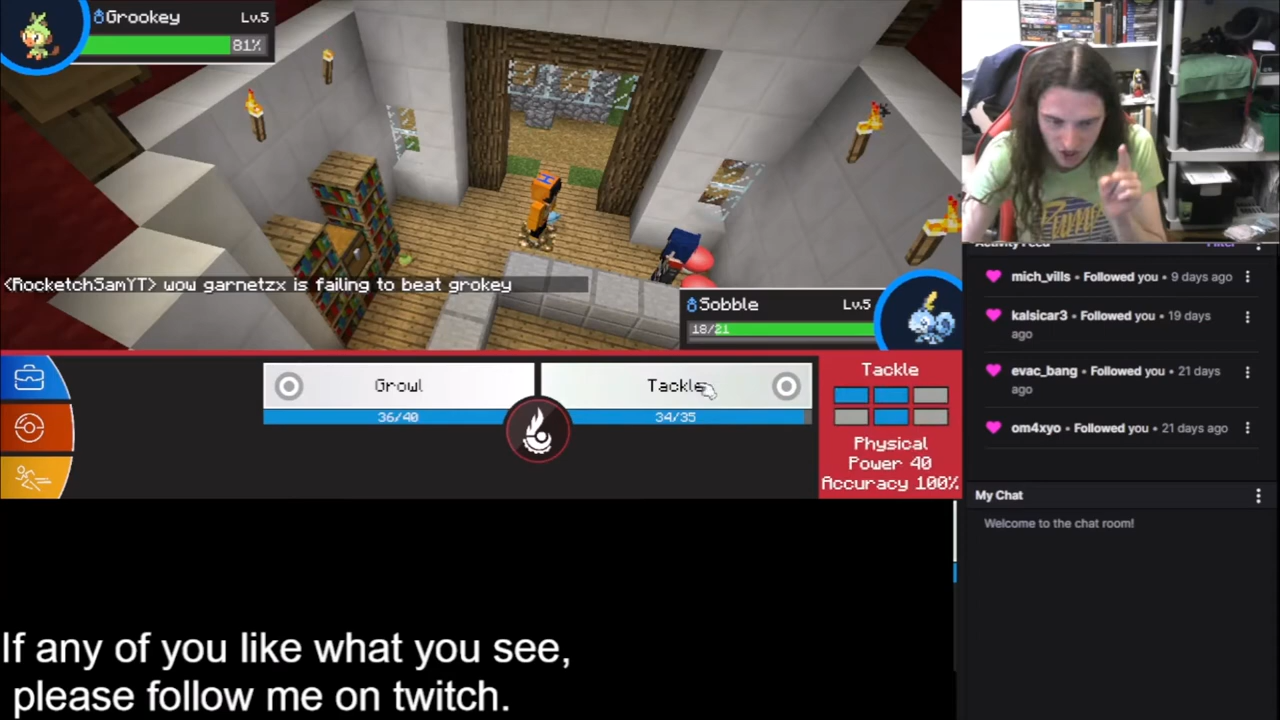 Grookey Lv.5
81%
<RocketchSamYT> wow garnetzx is failing to beat grokey
Sobble Lv.5
18/21
Growl
36/40
Tackle
34/35
Tackle
Physical
Power 40
Accuracy 100%
Activity Feed
Filter
mich_vills • Followed you • 9 days ago
kalsicar3 • Followed you • 19 days
ago
evac_bang • Followed you • 21 days
ago
om4xyo • Followed you • 21 days ago
My Chat
Welcome to the chat room!
If any of you like what you see,
please follow me on twitch.